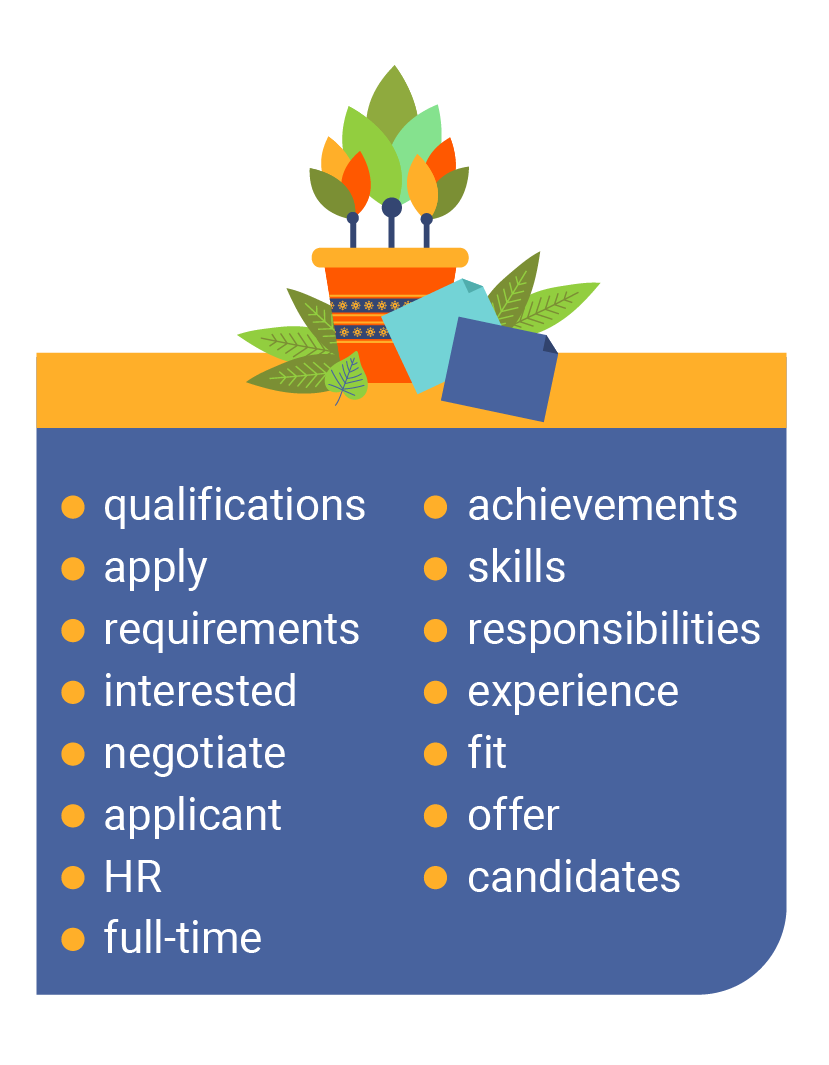 qualifications
apply
requirements
interested
negotiate
applicant
HR
full-time
achievements
skills
responsibilities
experience
fit
offer
candidates